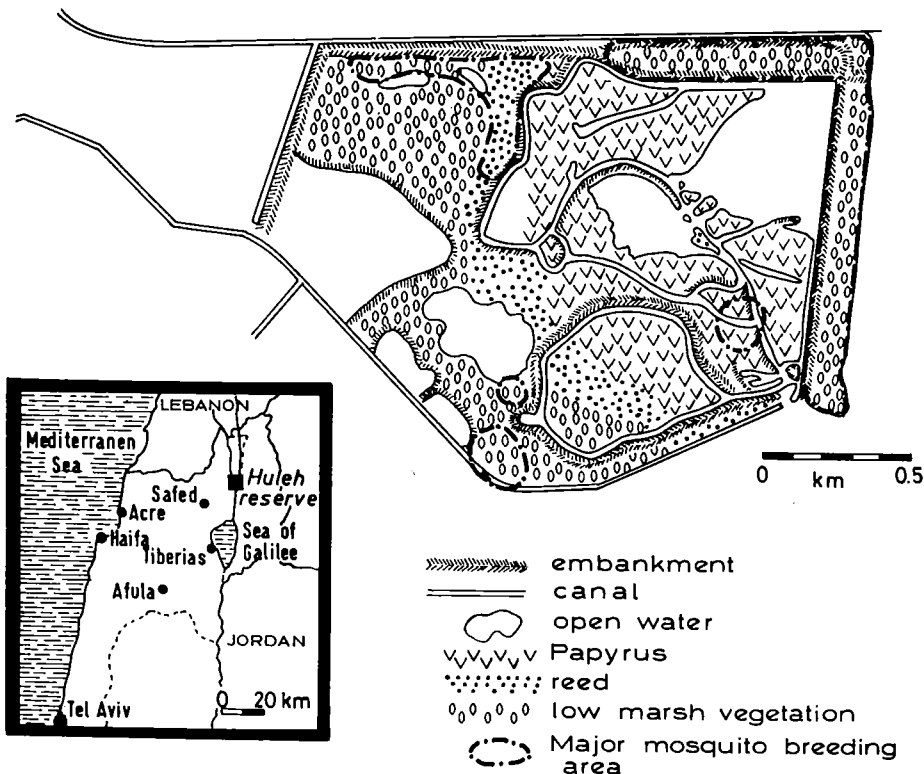 LEBANON
Mediterranen
Sea
Safed
Huleh
reserve
Acre
Haifa
Sea of
Galilee
Tiberias
Afula
JORDAN
0 20 km
Tel Aviv
0 0.5
km
embankment
canal
open water
Papyrus
reed
low marsh vegetation
Major mosquito breeding
area